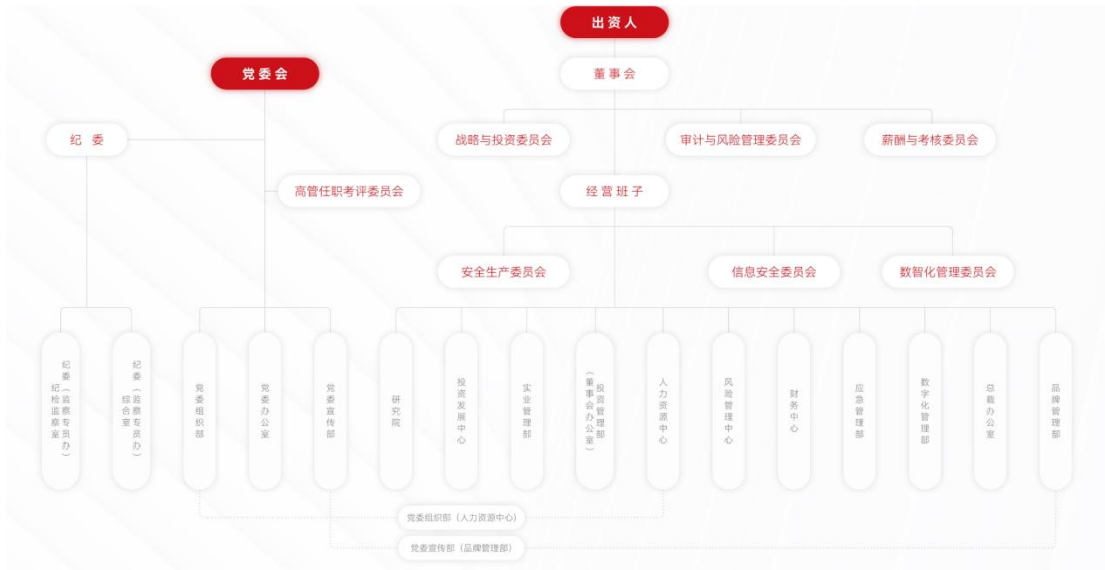 出资人
党委会
董事会
纪 委
战略与投资委员会
审计与风险管理委员会
薪酬与考核委员会
高管任职考评委员会
经营班子
安全生产委员会
信息安全委员会
数智化管理委员会
纪委（监察专员办）
纪检监察室
纪委（监察专员办）
综合室
党委组织部
党委办公室
党委宣传部
研究院
投资发展中心
实业管理部
投资管理部
（董事会办公室）
人力资源中心
风险管理中心
财务中心
应急管理部
数字化管理部
总裁办公室
品牌管理部
党委组织部（人力资源中心）
党委宣传部（品牌管理部）